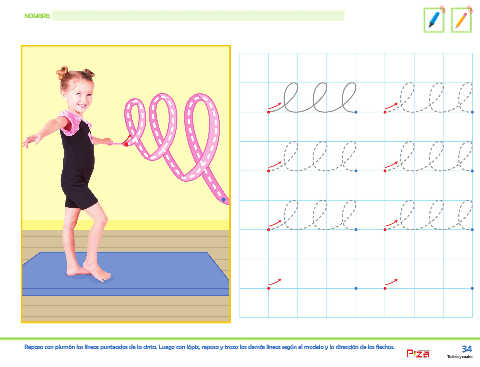 NOMBRE:
Repasa con plumón las líneas punteadas de la cinta. Luego con lápiz, repasa y traza las demás líneas según el modelo y la dirección de las flechas.
34